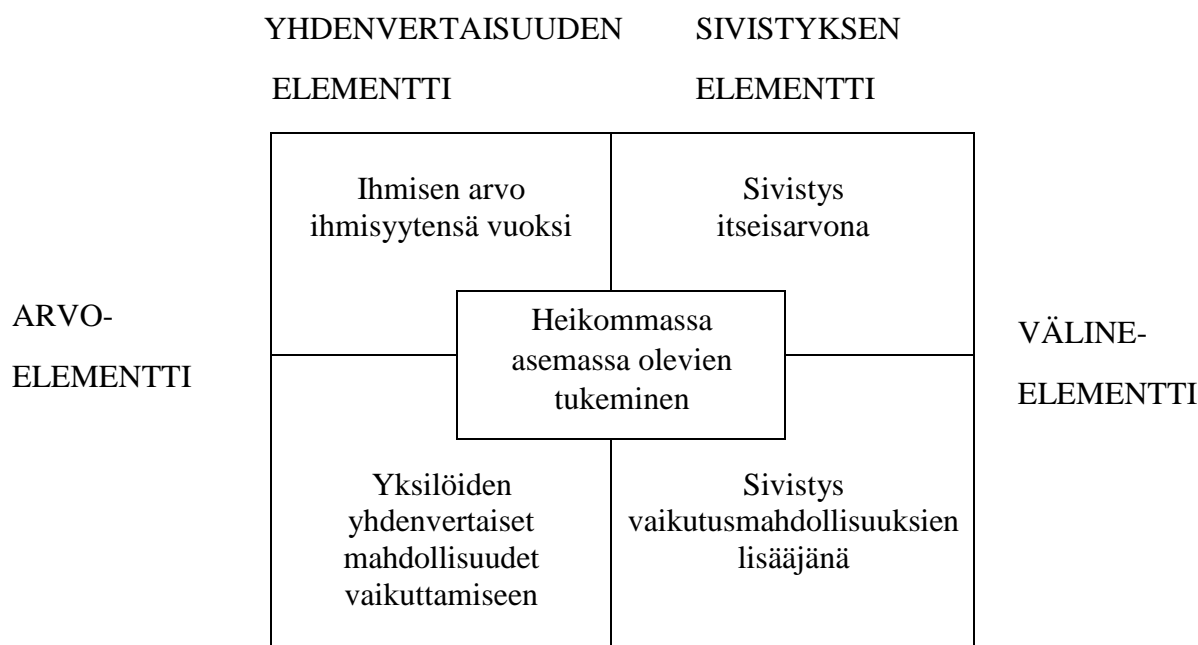 YHDENVERTAISUUDEN
ELEMENTTI
SIVISTYKSEN
ELEMENTTI
Ihmisen arvo
ihmisyytensä vuoksi
Sivistys
itseisarvona
ARVO-
ELEMENTTI
Heikommassa
asemassa olevien
tukeminen
VÄLINE-
ELEMENTTI
Yksilöiden
yhdenvertaiset
mahdollisuudet
vaikuttamiseen
Sivistys
vaikutusmahdollisuuksien
lisääjänä